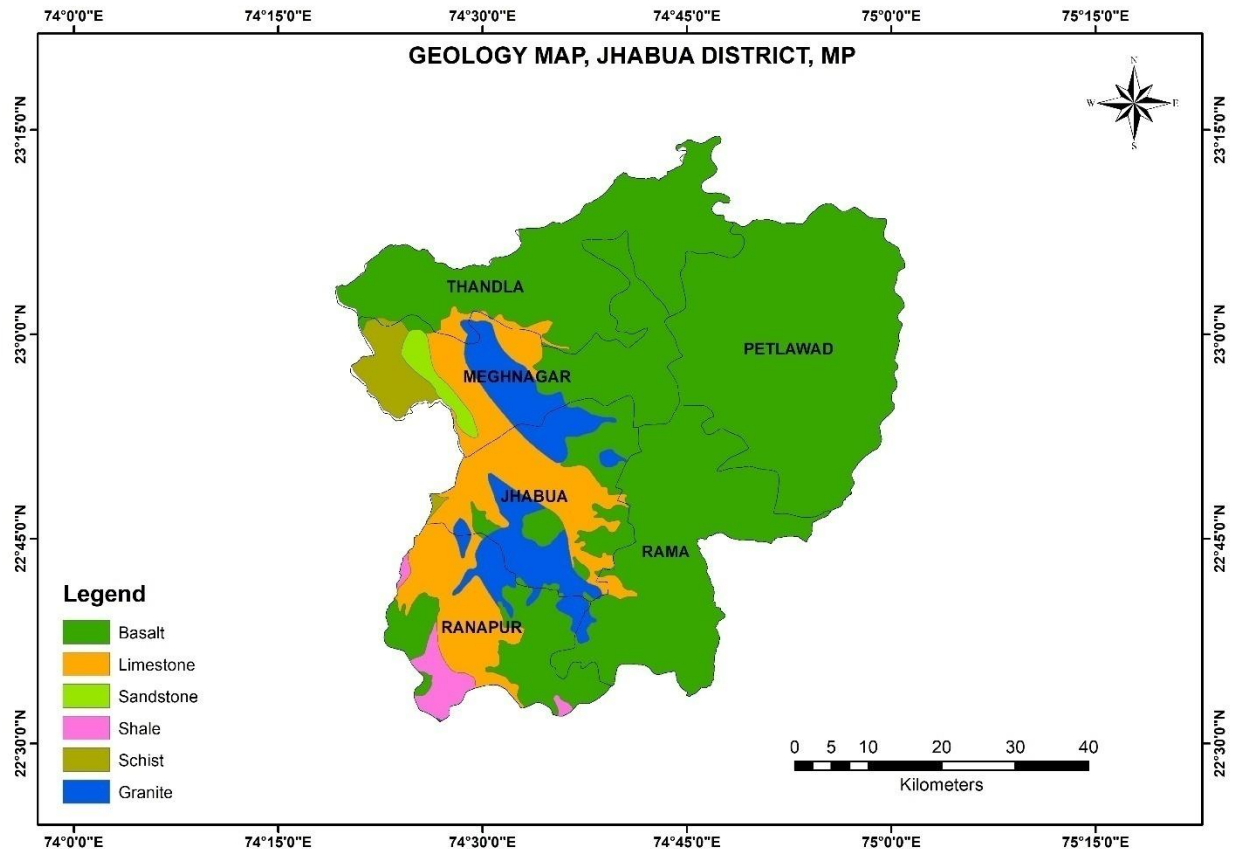 74°0'0"E 74°15'0"E 74°30'0"E 74°45'0"E 75°0'0"E 75°15'0"E
GEOLOGY MAP, JHABUA DISTRICT, MP
N
W E
S
23°15'0"N 23°15'0"N
THANDLA
23°0'0"N 23°0'0"N
PETLAWAD
MEGHNAGAR
JHABUA
22°45'0"N 22°45'0"N
RAMA
RANAPUR
Legend
Basalt
Limestone
Sandstone
Shale
Schist
Granite
22°30'0"N 22°30'0"N
0 5 10 20 30 40
Kilometers
74°0'0"E 74°15'0"E 74°30'0"E 74°45'0"E 75°0'0"E 75°15'0"E